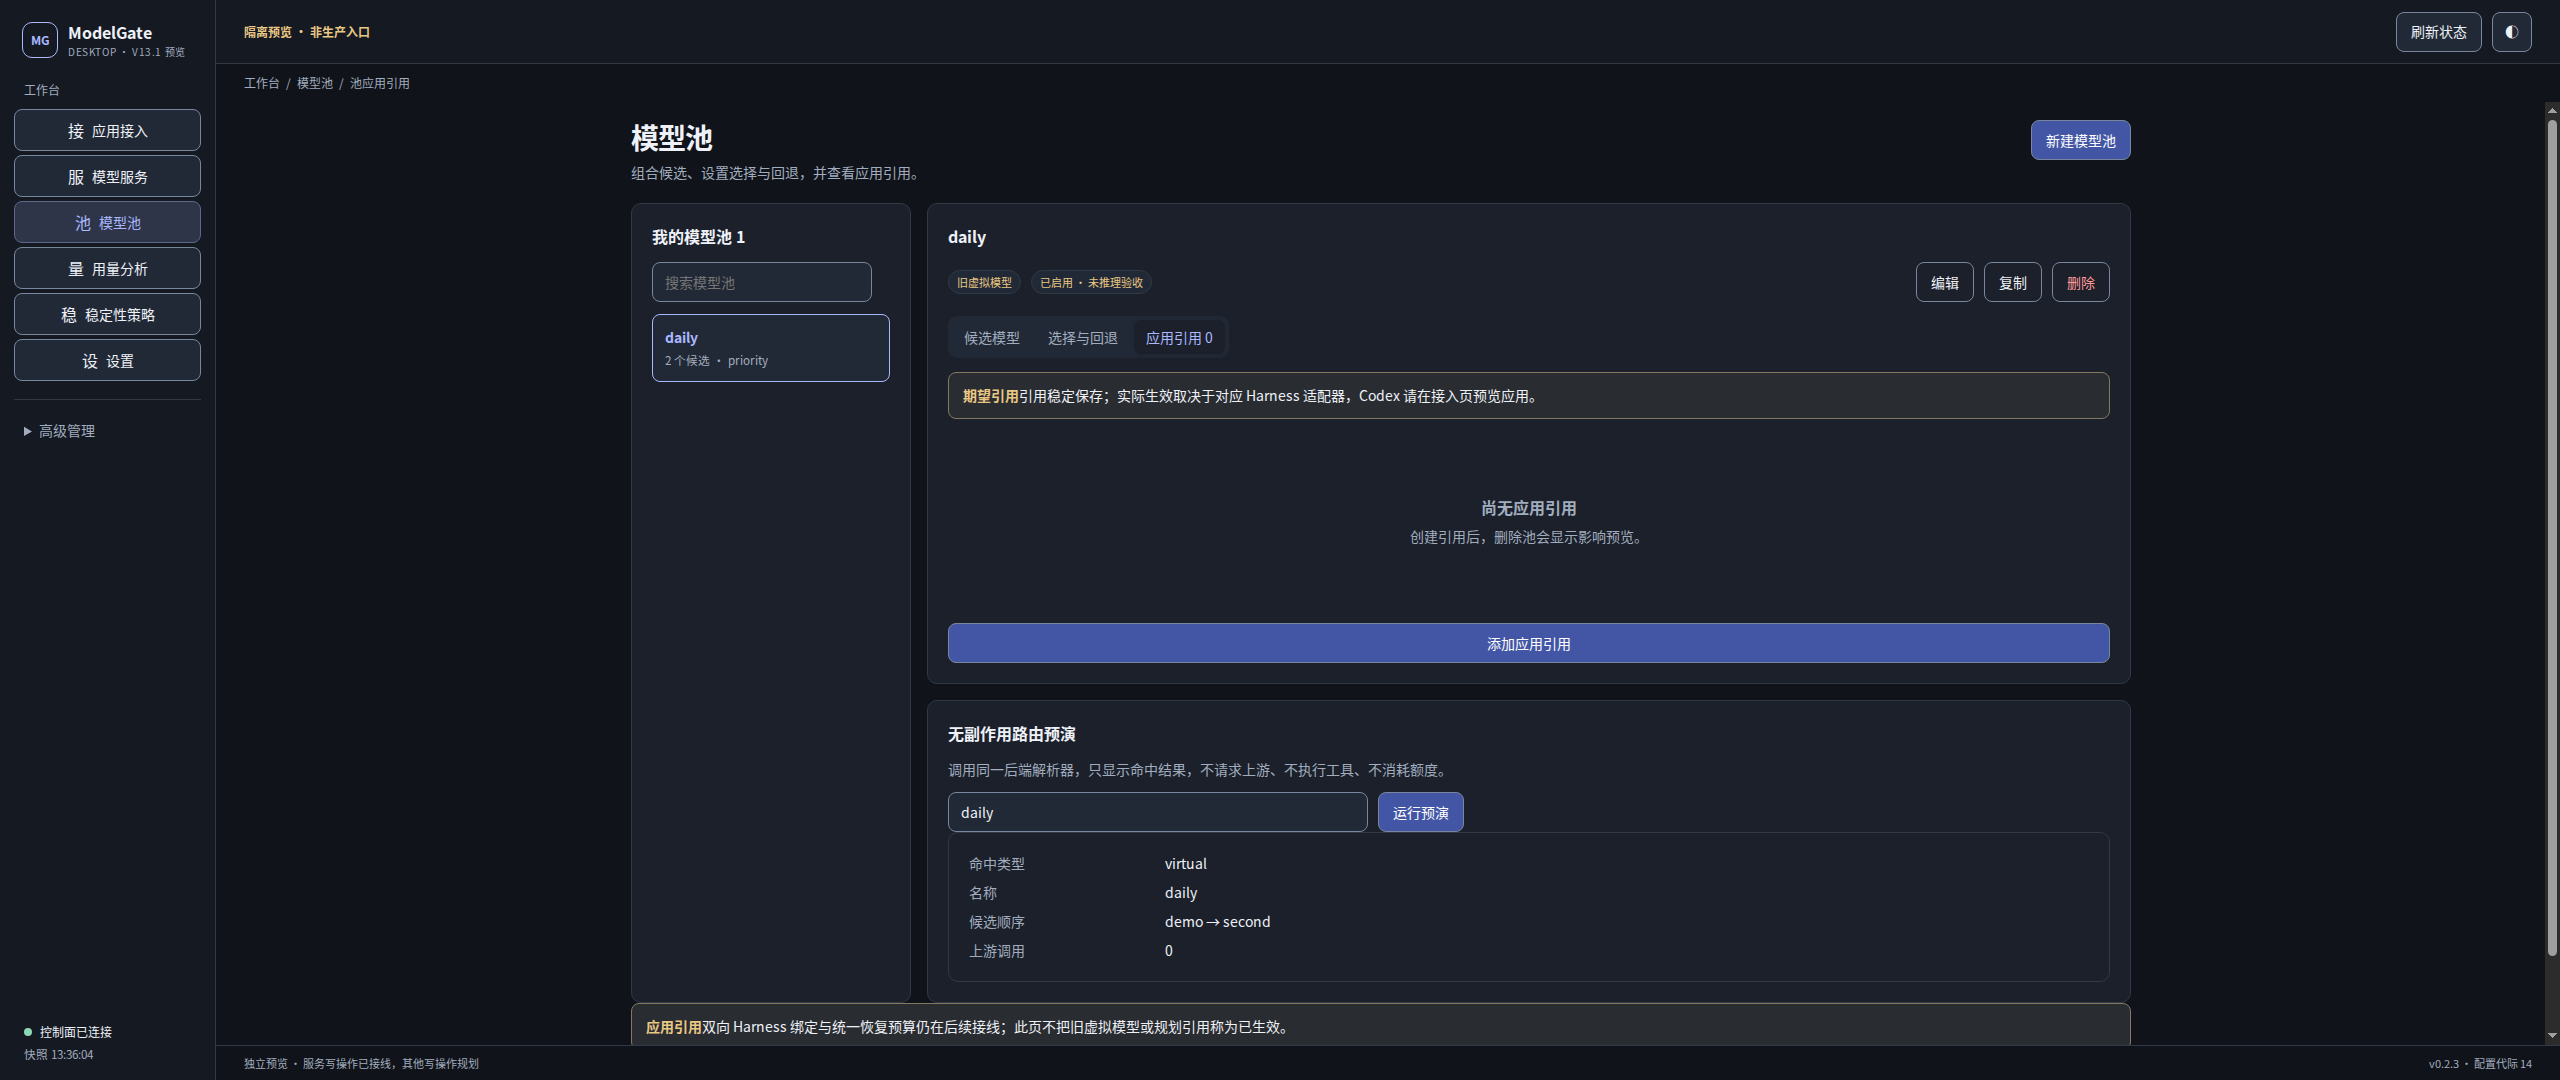 MG ModelGate
DESKTOP · V13.1 预览
工作台
接 应用接入
服 模型服务
池 模型池
量 用量分析
稳 稳定性策略
设 设置
▶ 高级管理
控制面已连接
快照 13:36:04
隔离预览 · 非生产入口
刷新状态
工作台 / 模型池 / 池应用引用
模型池
组合候选、设置选择与回退，并查看应用引用。
新建模型池
我的模型池 1
搜索模型池
daily
2 个候选 · priority
daily
旧虚拟模型 已启用 · 未推理验收
编辑 复制 删除
候选模型 选择与回退 应用引用 0
期望引用引用稳定保存；实际生效取决于对应 Harness 适配器，Codex 请在接入页预览应用。
尚无应用引用
创建引用后，删除池会显示影响预览。
添加应用引用
无副作用路由预演
调用同一后端解析器，只显示命中结果，不请求上游、不执行工具、不消耗额度。
daily 运行预演
命中类型 virtual
名称 daily
候选顺序 demo → second
上游调用 0
应用引用双向 Harness 绑定与统一恢复预算仍在后续接线；此页不把旧虚拟模型或规划引用称为已生效。
独立预览 · 服务写操作已接线，其他写操作规划
v0.2.3 · 配置代际 14